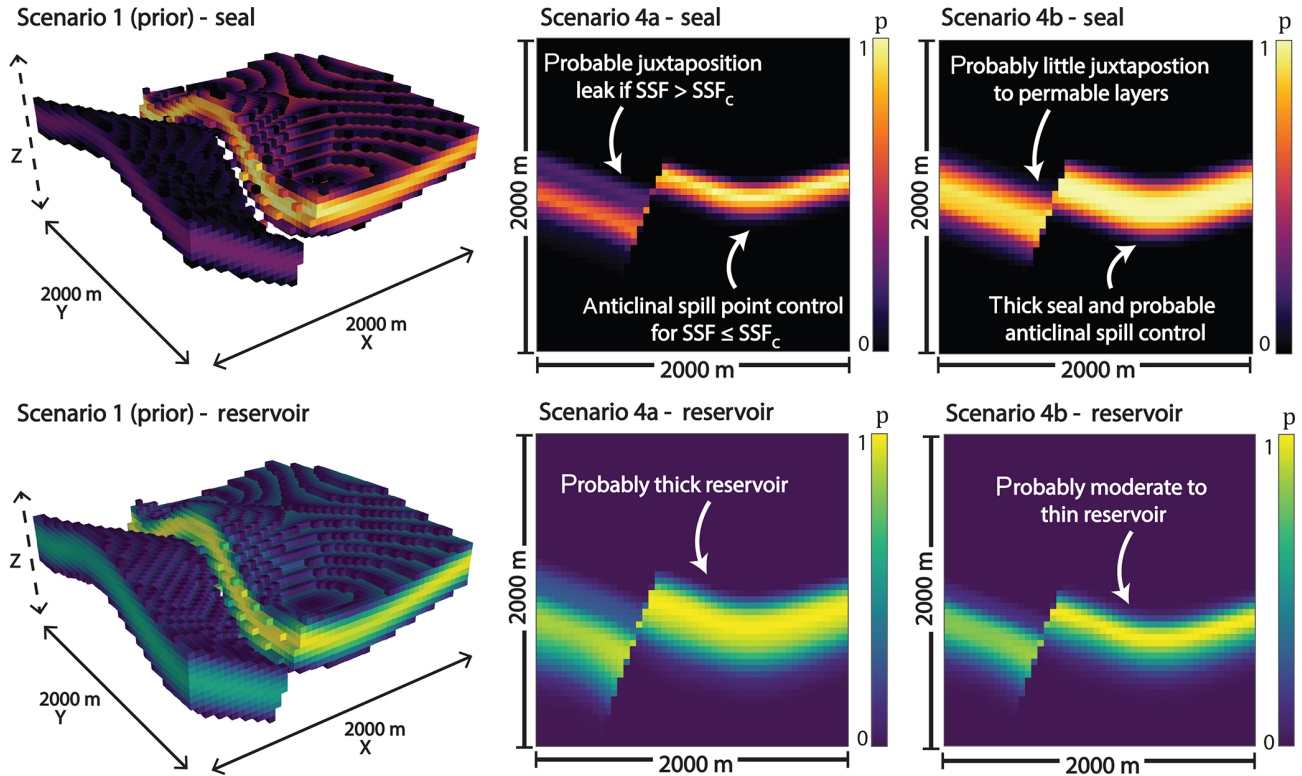 Scenario 1 (prior) - seal
Z
2000 m
Y
2000 m
X
Scenario 4a - seal
p
1
0
Probable juxtaposition
leak if SSF > SSFc
Anticlinal spill point control
for SSF ≤ SSFc
2000 m
2000 m
Scenario 4b - seal
p
1
0
Probably little juxtapostion
to permable layers
Thick seal and probable
anticlinal spill control
2000 m
2000 m
Scenario 1 (prior) - reservoir
Z
2000 m
Y
2000 m
X
Scenario 4a - reservoir
p
1
0
Probably thick reservoir
2000 m
2000 m
Scenario 4b - reservoir
p
1
0
Probably moderate to
thin reservoir
2000 m
2000 m